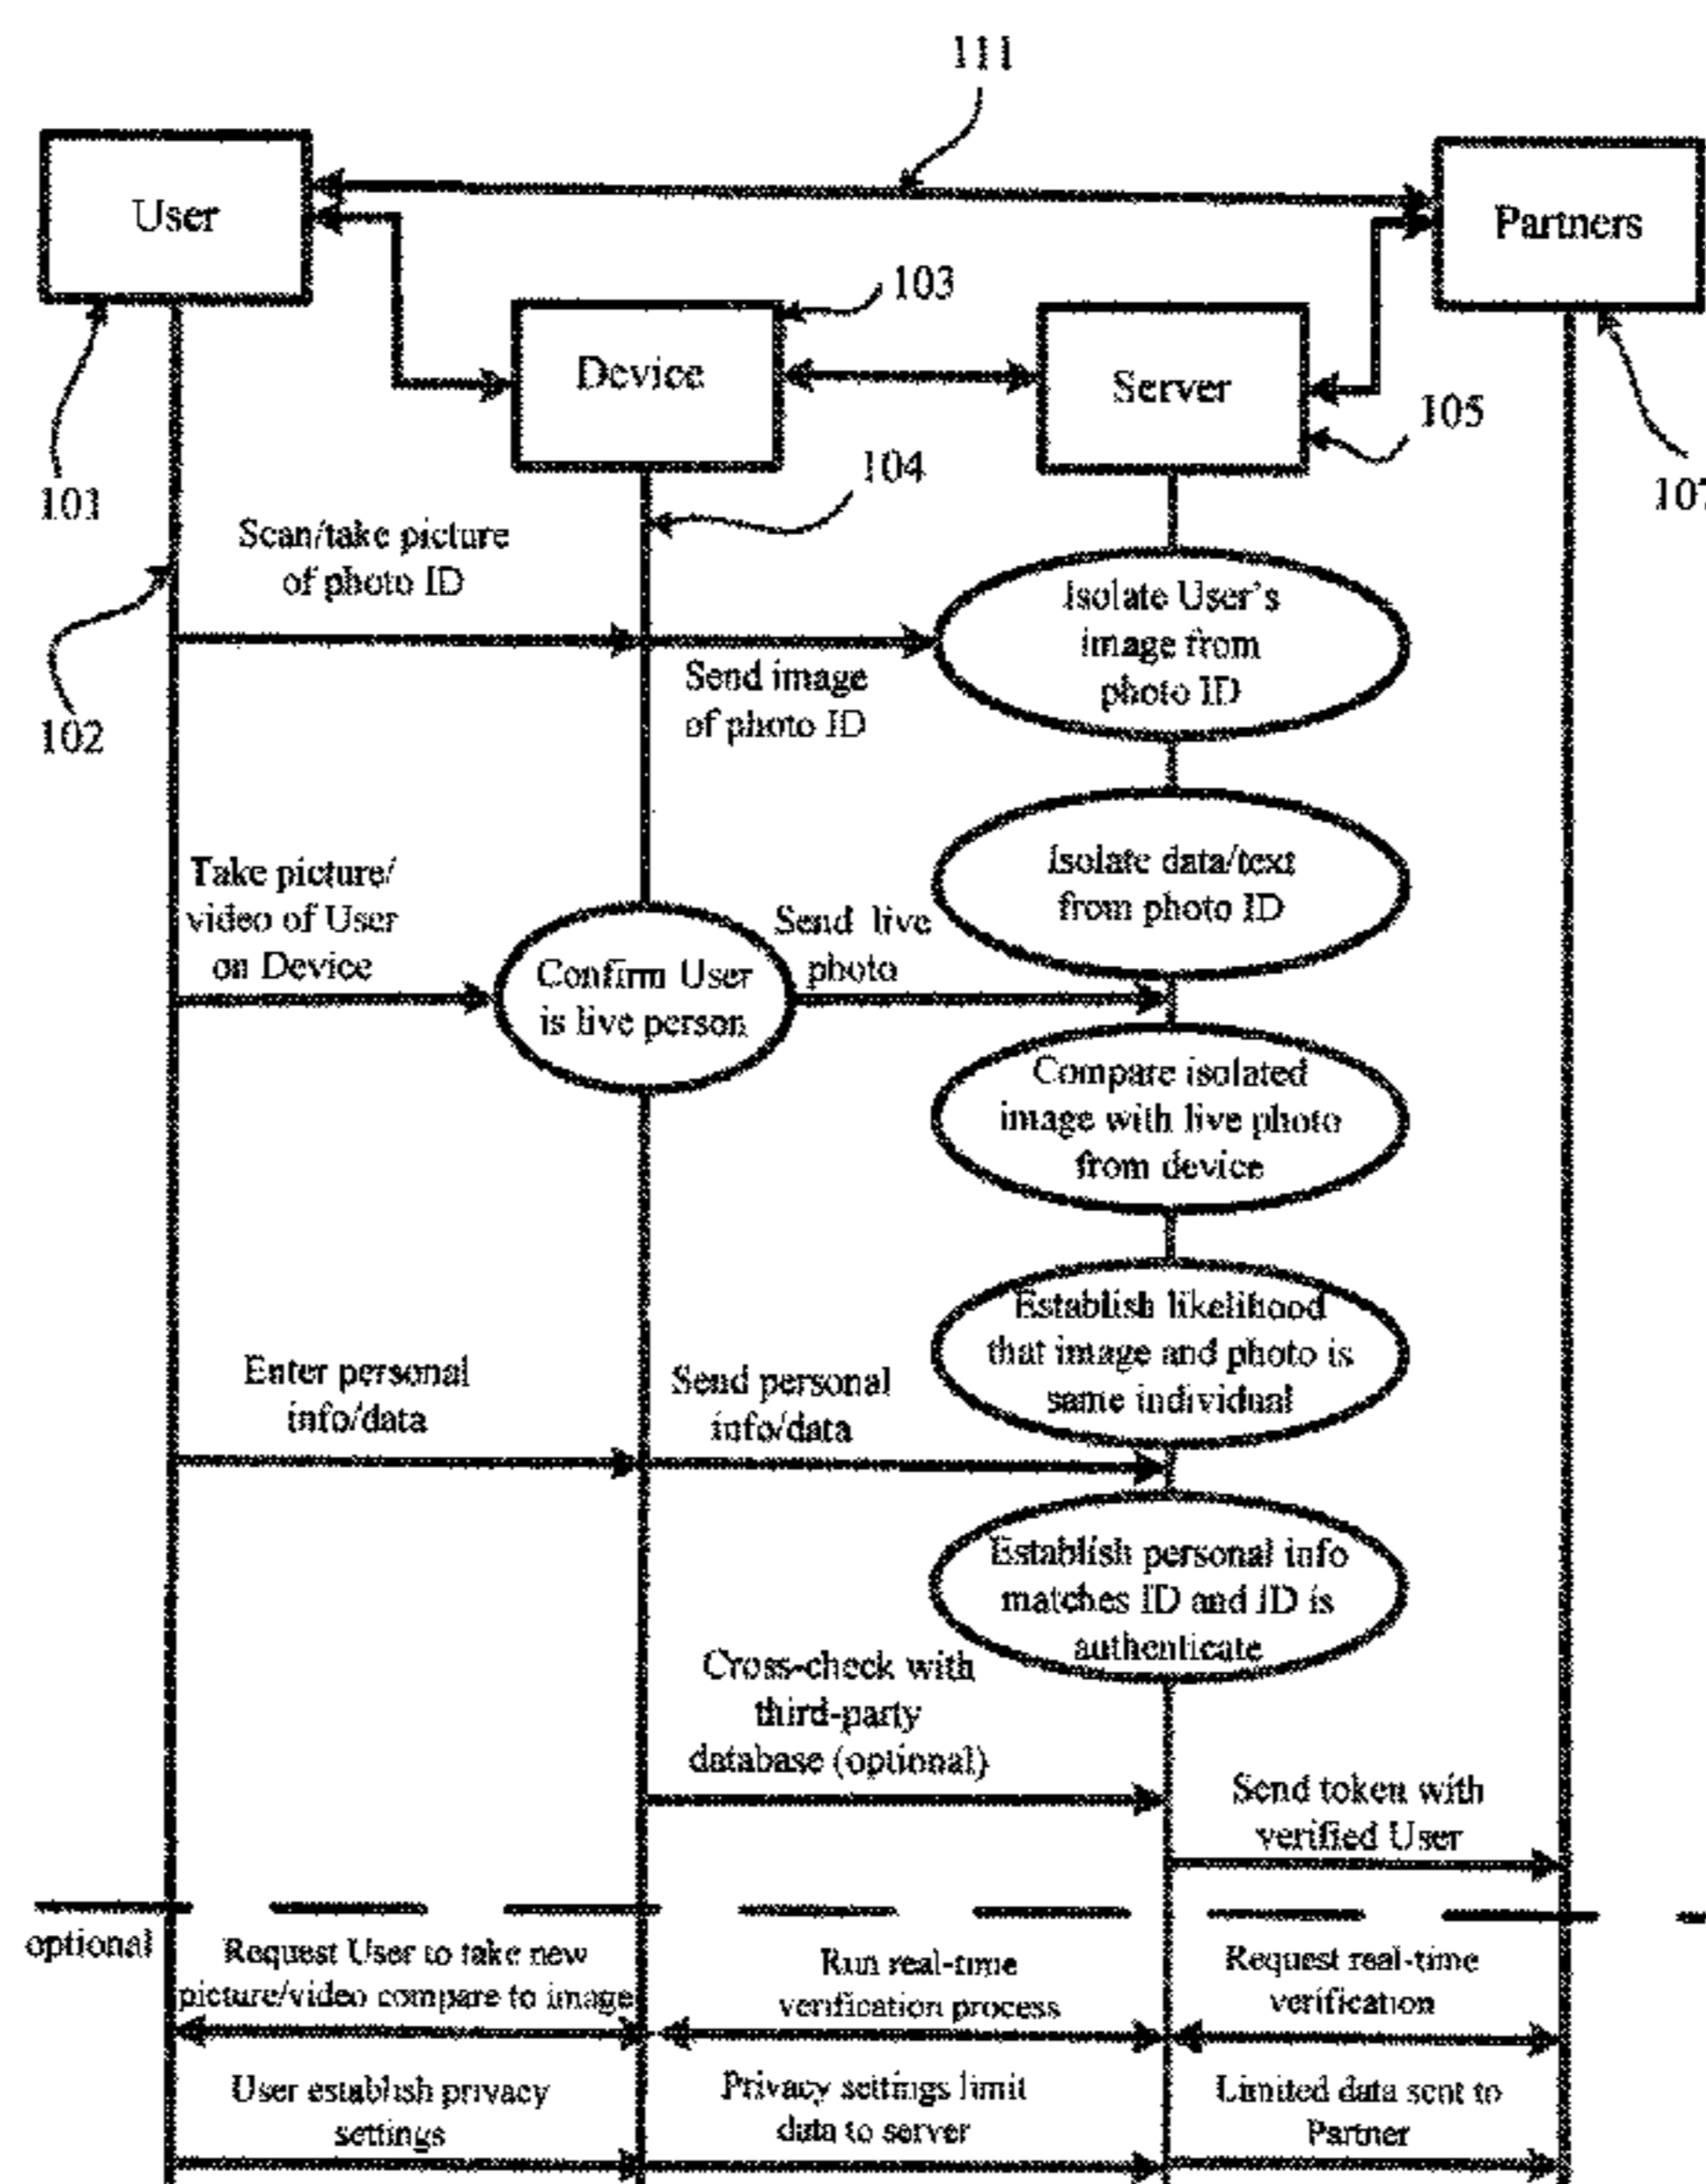 111
User
Partners
103
Device
Server
105
104
101
107
Scan/take picture
of photo ID
Isolate User's
image from
photo ID
Send image
of photo ID
102
Isolate data/text
from photo ID
Take picture/
video of User
on Device
Send live
photo
Confirm User
is live person
Compare isolated
image with live photo
from device
Establish likelihood
that image and photo is
same individual
Enter personal
info/data
Send personal
info/data
Establish personal info
matches ID and ID is
authenticate
Cross-check with
third-party
database (optional)
Send token with
verified User
optional
Request User to take new
picture/video compare to image
Run real-time
verification process
Request real-time
verification
User establish privacy
settings
Privacy settings limit
data to server
Limited data sent to
Partner